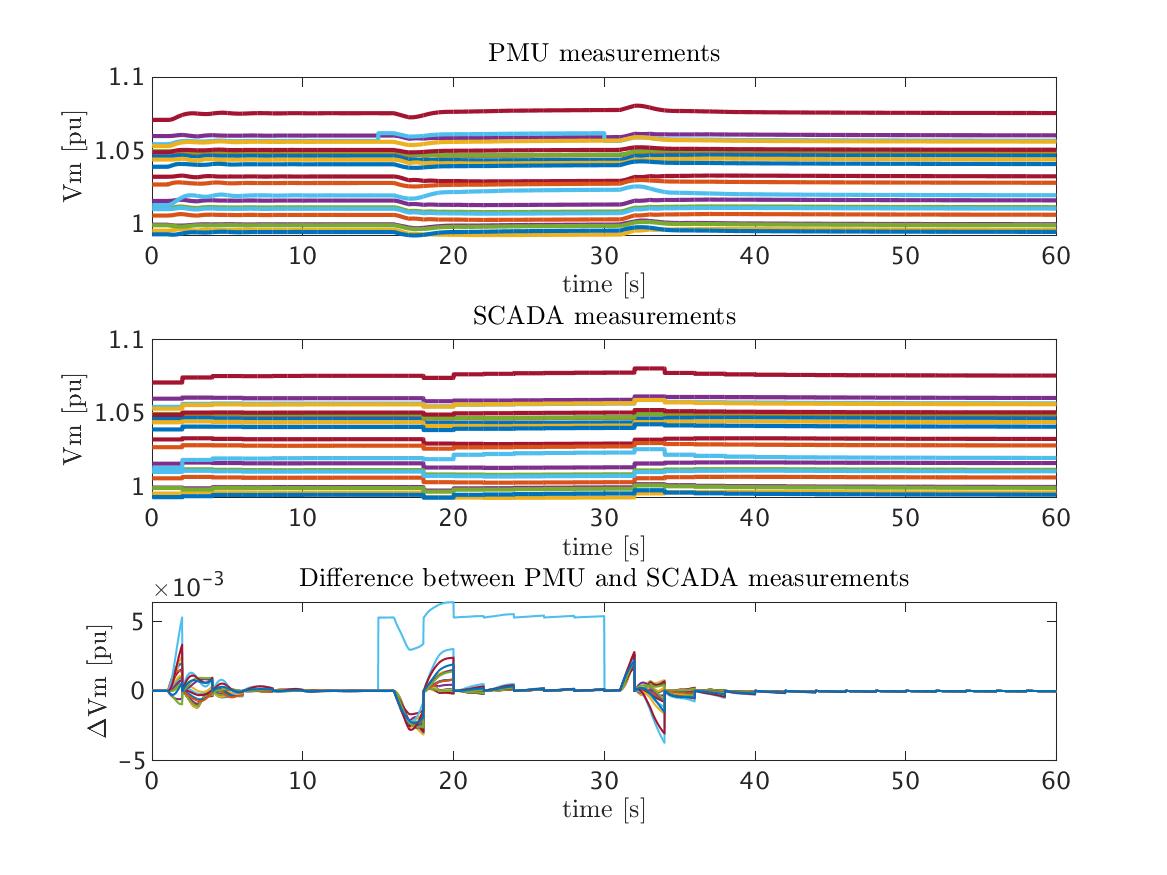 PMU measurements
1.1
1.05
1
Vm [pu]
0 10 20 30 40 50 60
time [s]
SCADA measurements
1.1
1.05
1
Vm [pu]
0 10 20 30 40 50 60
time [s]
Difference between PMU and SCADA measurements
×10⁻³
5
0
-5
ΔVm [pu]
0 10 20 30 40 50 60
time [s]